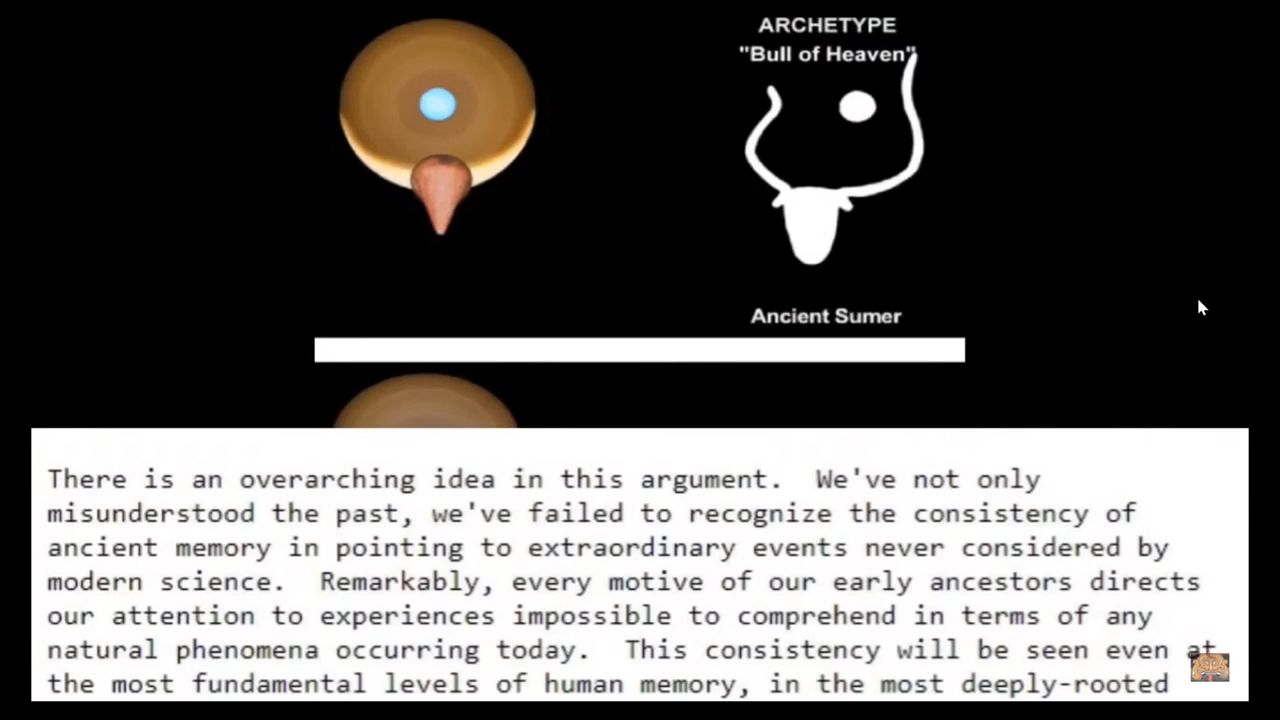 ARCHETYPE
"Bull of Heaven"
Ancient Sumer
There is an overarching idea in this argument.  We've not only
misunderstood the past, we've failed to recognize the consistency of
ancient memory in pointing to extraordinary events never considered by
modern science.  Remarkably, every motive of our early ancestors directs
our attention to experiences impossible to comprehend in terms of any
natural phenomena occurring today.  This consistency will be seen even at
the most fundamental levels of human memory, in the most deeply-rooted